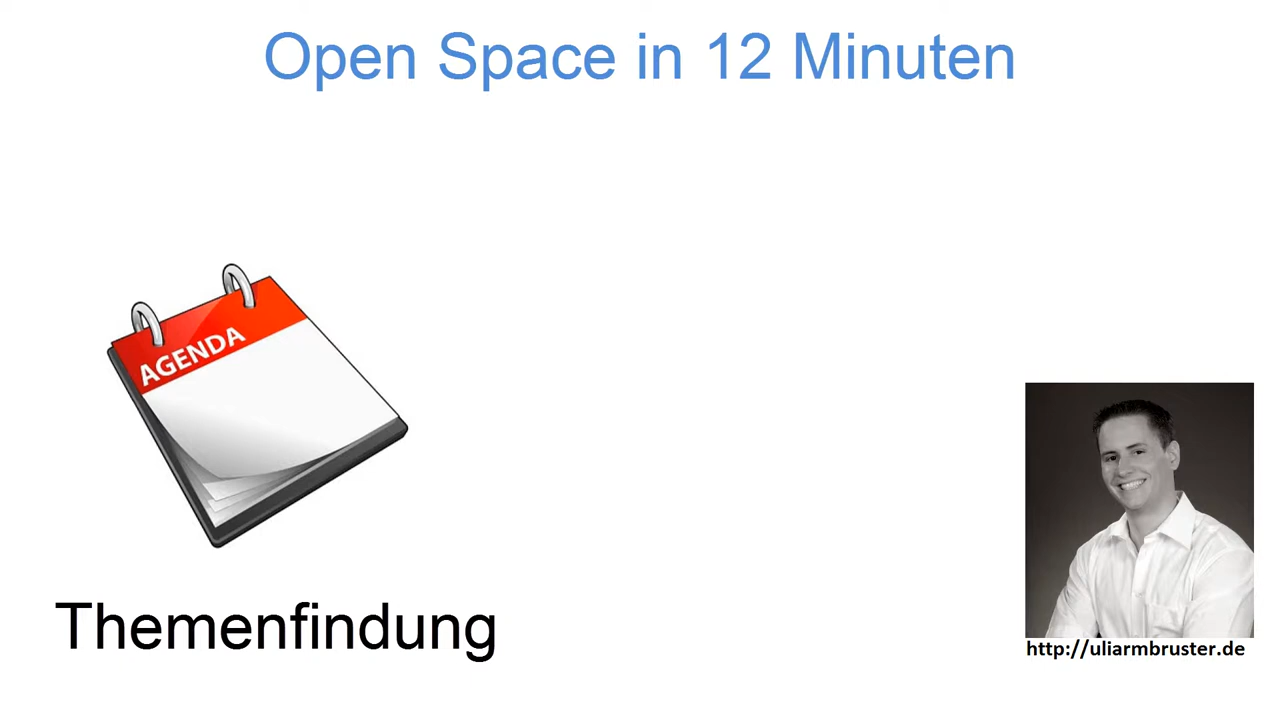 Open Space in 12 Minuten
AGENDA
Themenfindung
http://uliarmbruster.de